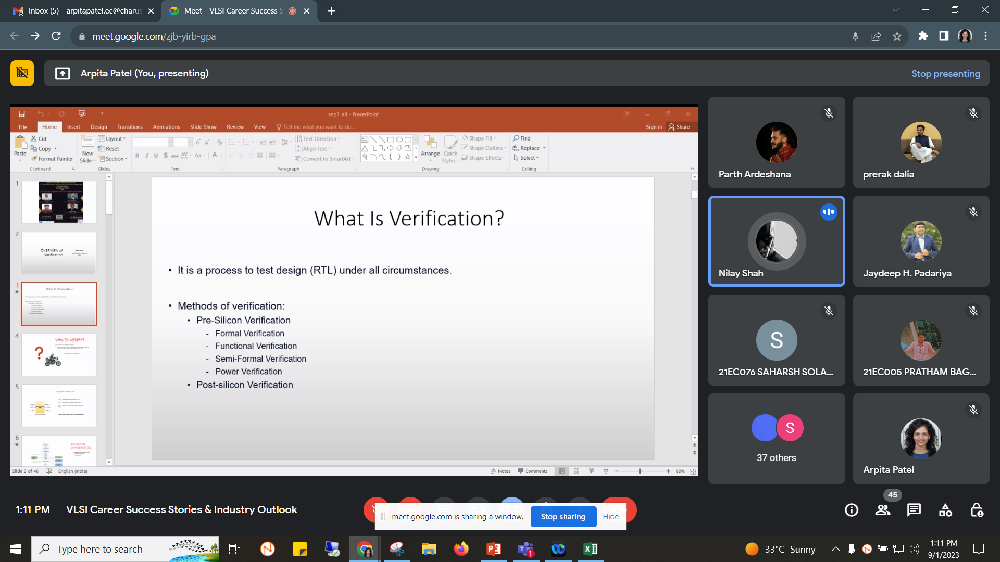 Inbox (5) - arpitapatel.ec@charus
Meet - VLSI Career Success S
meet.google.com/zjb-yirb-gpa
Arpita Patel (You, presenting)
Stop presenting
sep1_all - PowerPoint
File Home Insert Design Transitions Animations Slide Show Review View Tell me what you want to do... Sign in Share
Cut
Copy
Format Painter
Paste
Clipboard
New Slide
Layout
Reset
Section
Slides
B I U S abc AV Aa A
Font
Text Direction
Align Text
Convert to SmartArt
Paragraph
Arrange
Quick Styles
Shape Fill
Shape Outline
Shape Effects
Drawing
Find
Replace
Select
Editing
1
2
OVERVIEW of
Verification
3
What Is Verification?
4
Why To VERIFY?
?
5
6
What Is Verification?
• It is a process to test design (RTL) under all circumstances.
• Methods of verification:
• Pre-Silicon Verification
- Formal Verification
- Functional Verification
- Semi-Formal Verification
- Power Verification
• Post-silicon Verification
Slide 3 of 46
English (India)
Notes
Comments
88%
Parth Ardeshana
prerak dalia
Nilay Shah
Jaydeep H. Padariya
S
21EC076 SAHARSH SOLA...
21EC005 PRATHAM BAG...
S
37 others
Arpita Patel
45
1:11 PM | VLSI Career Success Stories & Industry Outlook
meet.google.com is sharing a window.
Stop sharing
Hide
Type here to search
1
33°C Sunny
1:11 PM
9/1/2023